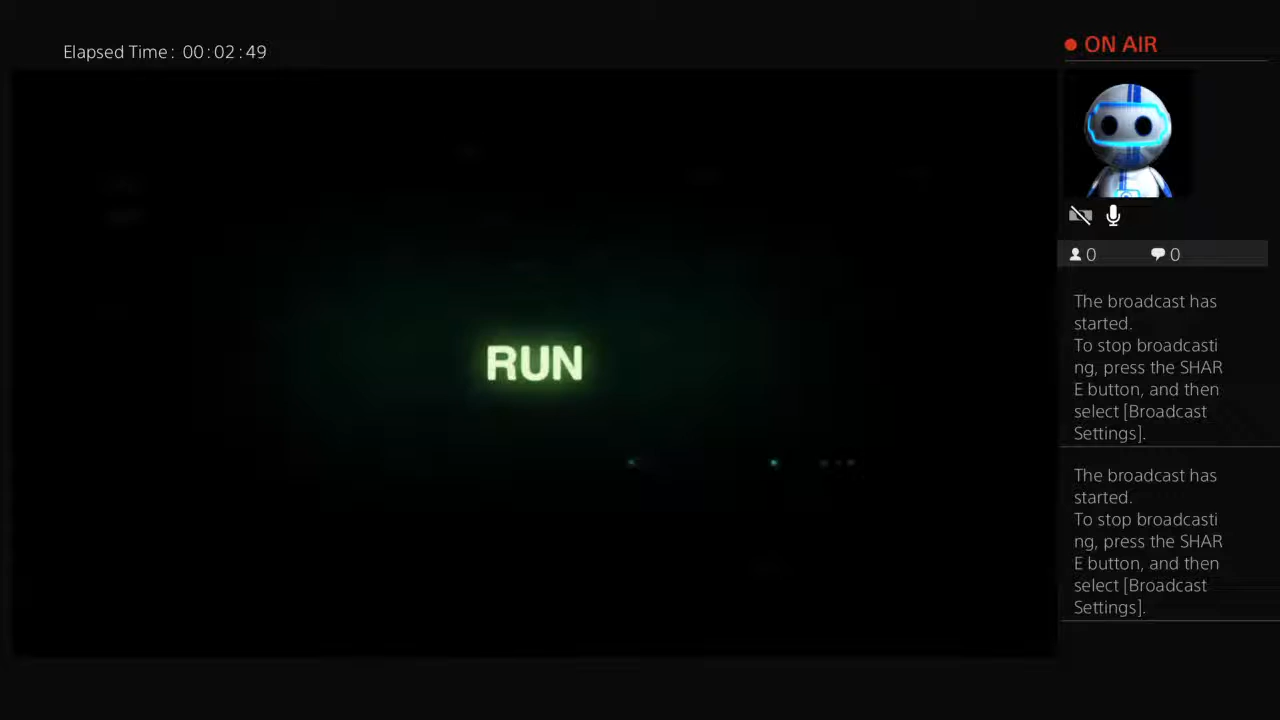 Elapsed Time: 00:02:49
ON AIR
RUN
0 0
The broadcast has
started.
To stop broadcasti
ng, press the SHAR
E button, and then
select [Broadcast
Settings].
The broadcast has
started.
To stop broadcasti
ng, press the SHAR
E button, and then
select [Broadcast
Settings].